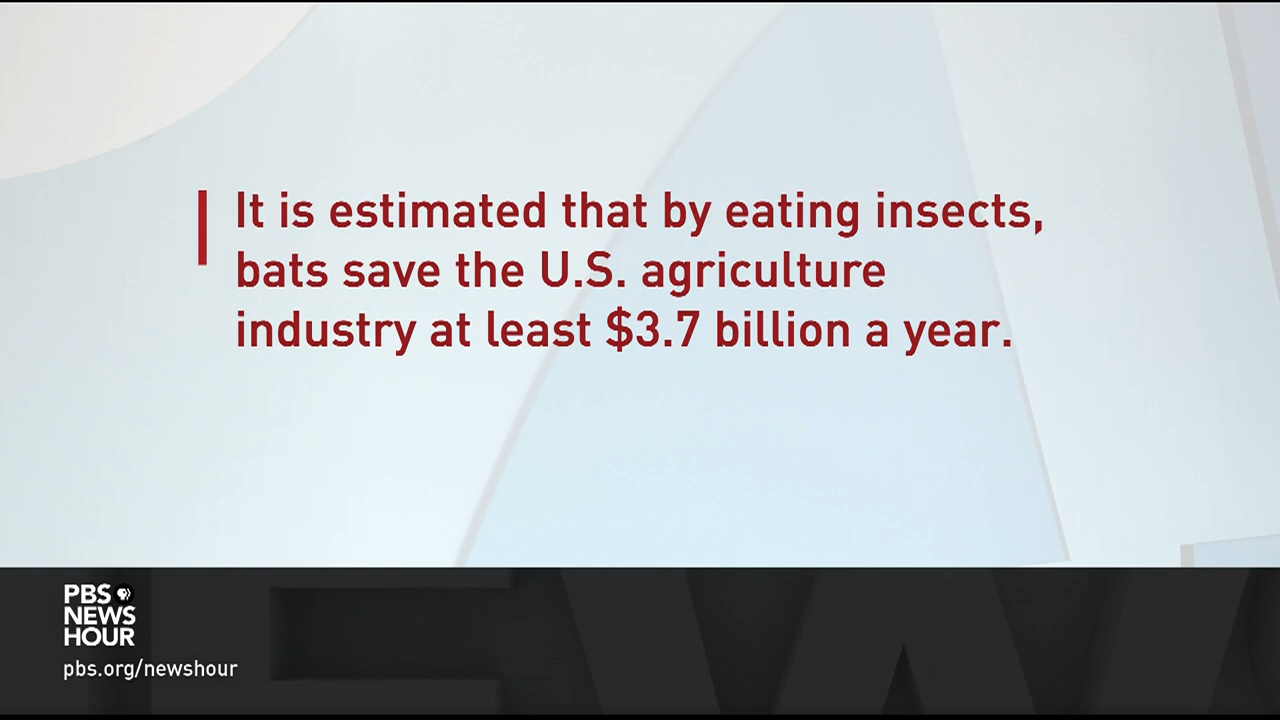 It is estimated that by eating insects,
bats save the U.S. agriculture
industry at least $3.7 billion a year.
PBS
NEWS
HOUR
pbs.org/newshour